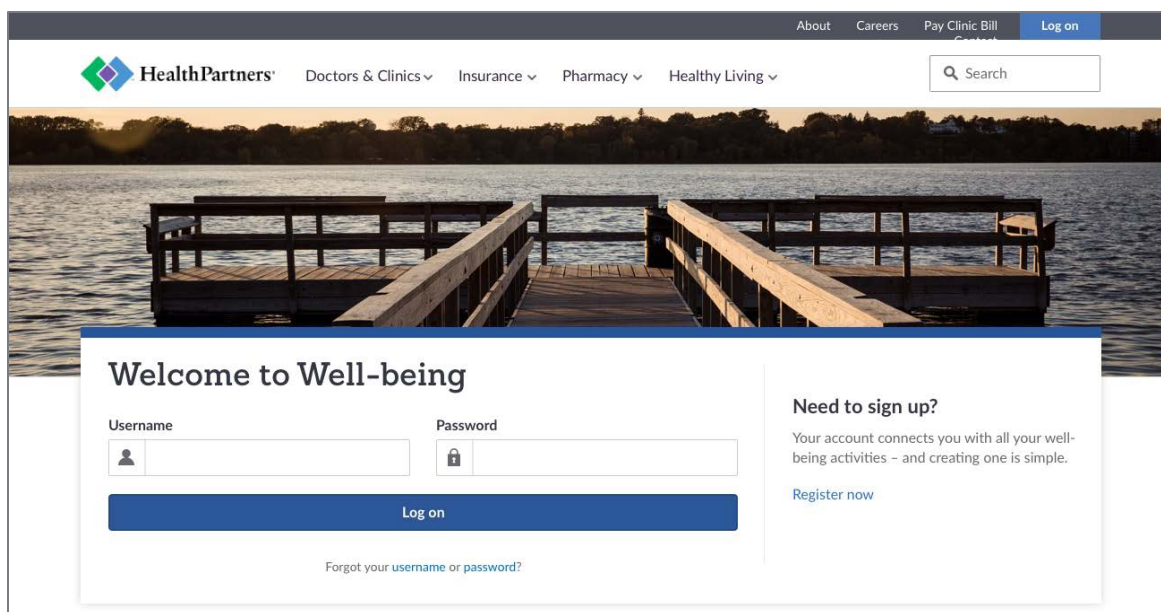 About Careers Pay Clinic Bill Log on
Contact
HealthPartners Doctors & Clinics Insurance Pharmacy Healthy Living Search
Welcome to Well-being
Username Password
Log on
Forgot your username or password?
Need to sign up?
Your account connects you with all your well-
being activities – and creating one is simple.
Register now